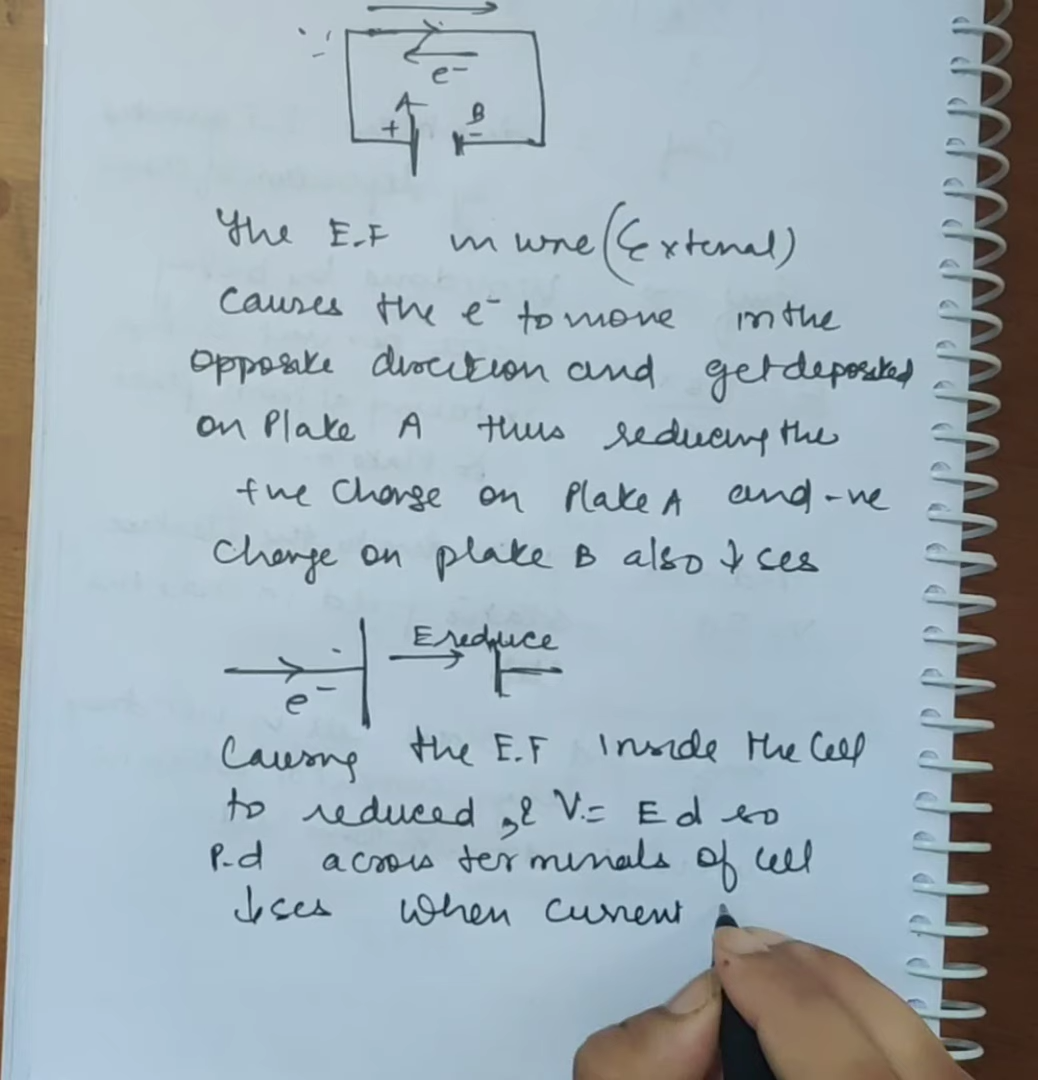 e⁻
A B
+ -
The E.F in wire (External)
causes the e⁻ to move in the
opposite direction and get deposited
on Plate A thus reducing the
+ve Charge on Plate A and -ve
Charge on plate B also ↓ses
E reduce
e⁻
Causing the E.F Inside the Cell
to reduced, & V = Ed so
P.d across terminals of cell
↓ses when current